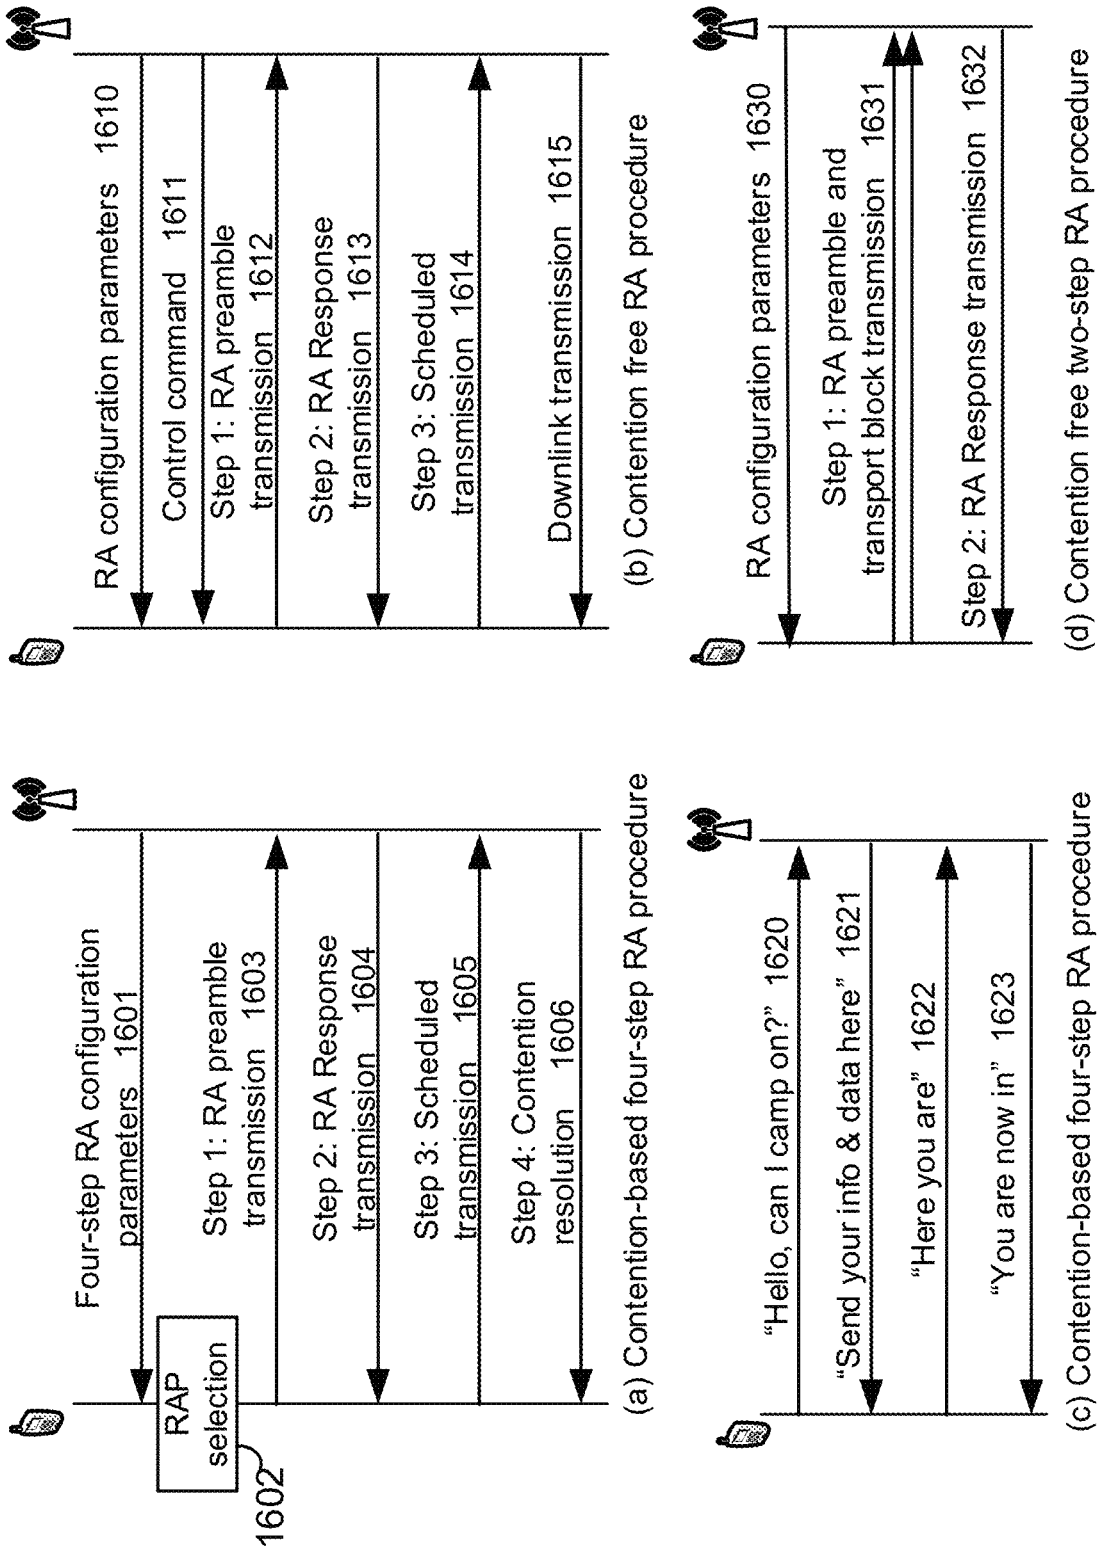 Four-step RA configuration
parameters 1601
RAP
selection
1602
Step 1: RA preamble
transmission 1603
Step 2: RA Response
transmission 1604
Step 3: Scheduled
transmission 1605
Step 4: Contention
resolution 1606
(a) Contention-based four-step RA procedure
RA configuration parameters 1610
Control command 1611
Step 1: RA preamble
transmission 1612
Step 2: RA Response
transmission 1613
Step 3: Scheduled
transmission 1614
Downlink transmission 1615
(b) Contention free RA procedure
“Hello, can I camp on?” 1620
“Send your info & data here” 1621
“Here you are” 1622
“You are now in” 1623
(c) Contention-based four-step RA procedure
RA configuration parameters 1630
Step 1: RA preamble and
transport block transmission 1631
Step 2: RA Response transmission 1632
(d) Contention free two-step RA procedure